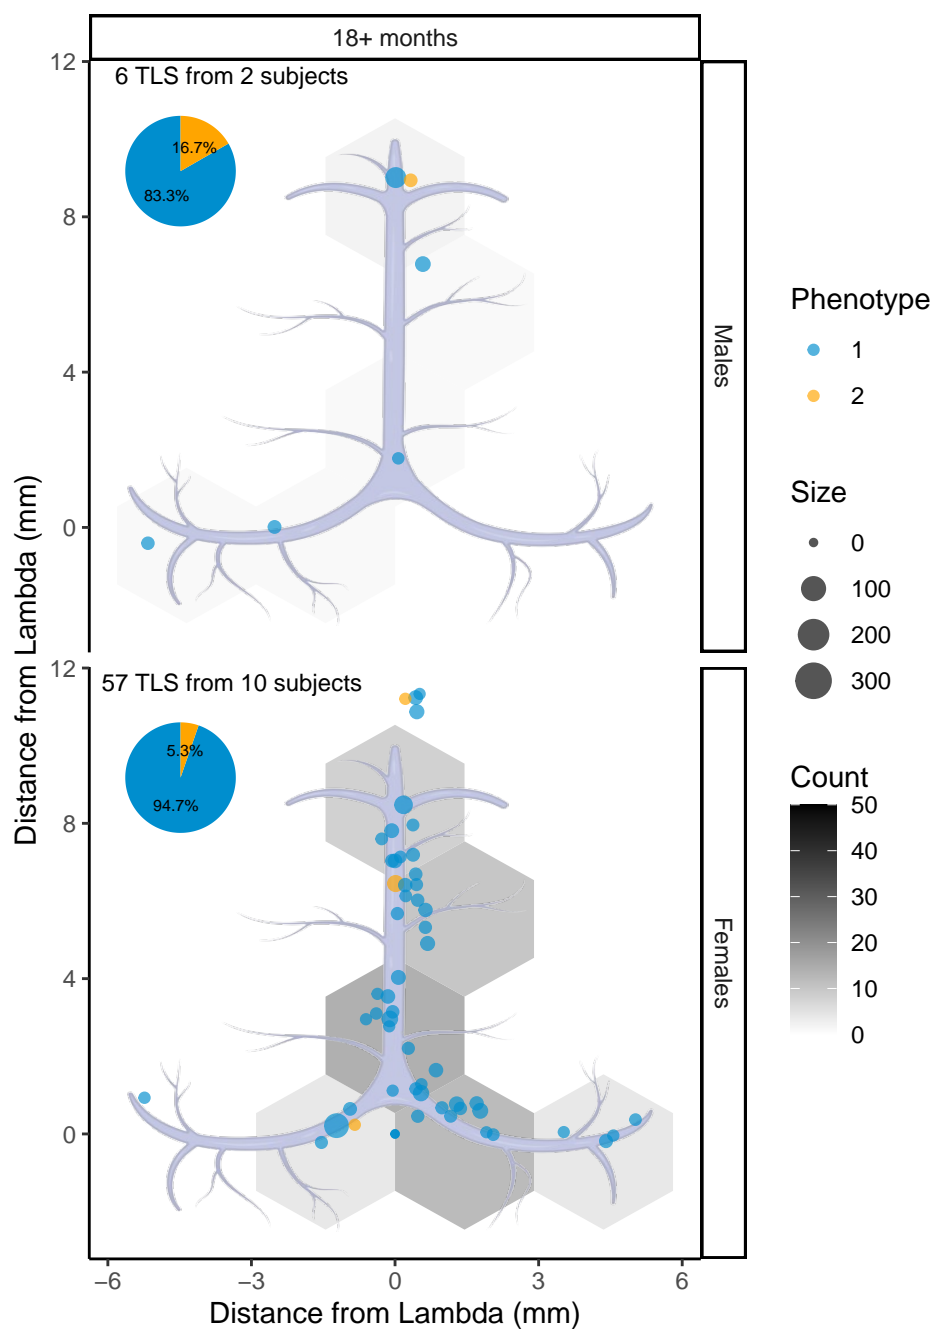 18+ months
12
8
4
0
6 TLS from 2 subjects
16.7%
83.3%
Males
12
8
4
0
57 TLS from 10 subjects
5.3%
94.7%
Females
−6
−3
0
3
6
Distance from Lambda (mm)
Distance from Lambda (mm)
Phenotype
1
2
Size
0
100
200
300
Count
50
40
30
20
10
0